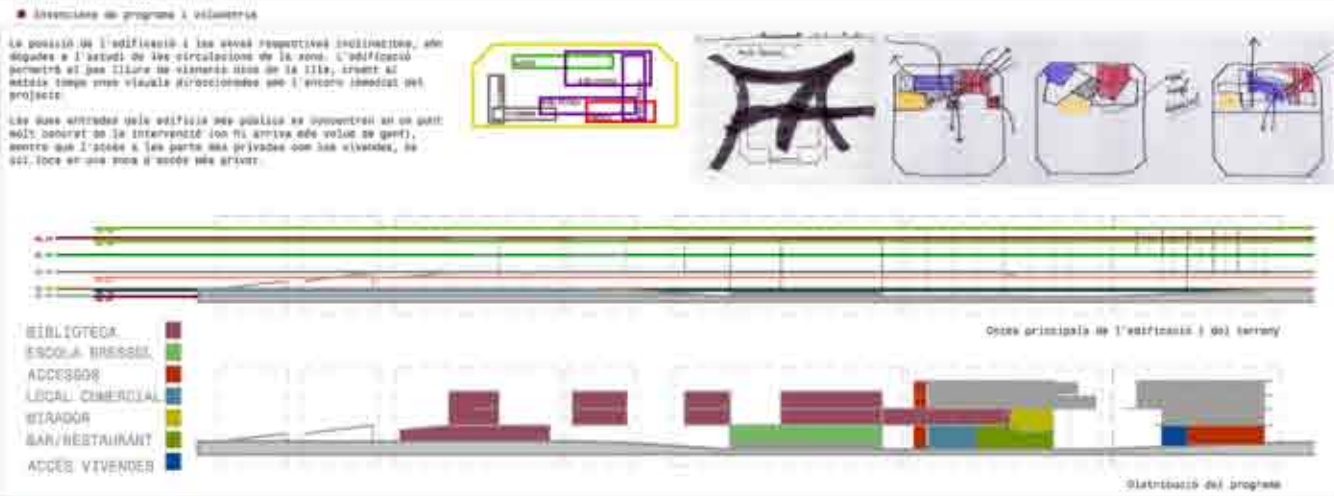 Intencions de programa i volumetria
La posició de l'edificació i les seves respectives inclinacions, són
degudes a l'estudi de les circulacions de la zona. L'edificació
permetrà el pas lliure de vianants dins de la illa, creant al
mateix temps unes visuals direccionades amb l'entorn immediat del
projecte.
Les dues entrades dels edificis més públics es concentren en un punt
molt concret de la intervenció (on hi arriba més volum de gent),
mentre que l'accés a les parts més privades com les vivendes, se
situa en una zona d'accés més privat.
BIBLIOTECA
ESCOLA BRESSOL
ACCESSOS
LOCAL COMERCIAL
MIRADOR
BAR/RESTAURANT
ACCÉS VIVENDES
Cotes principals de l'edificació i del terreny
Distribució del programa